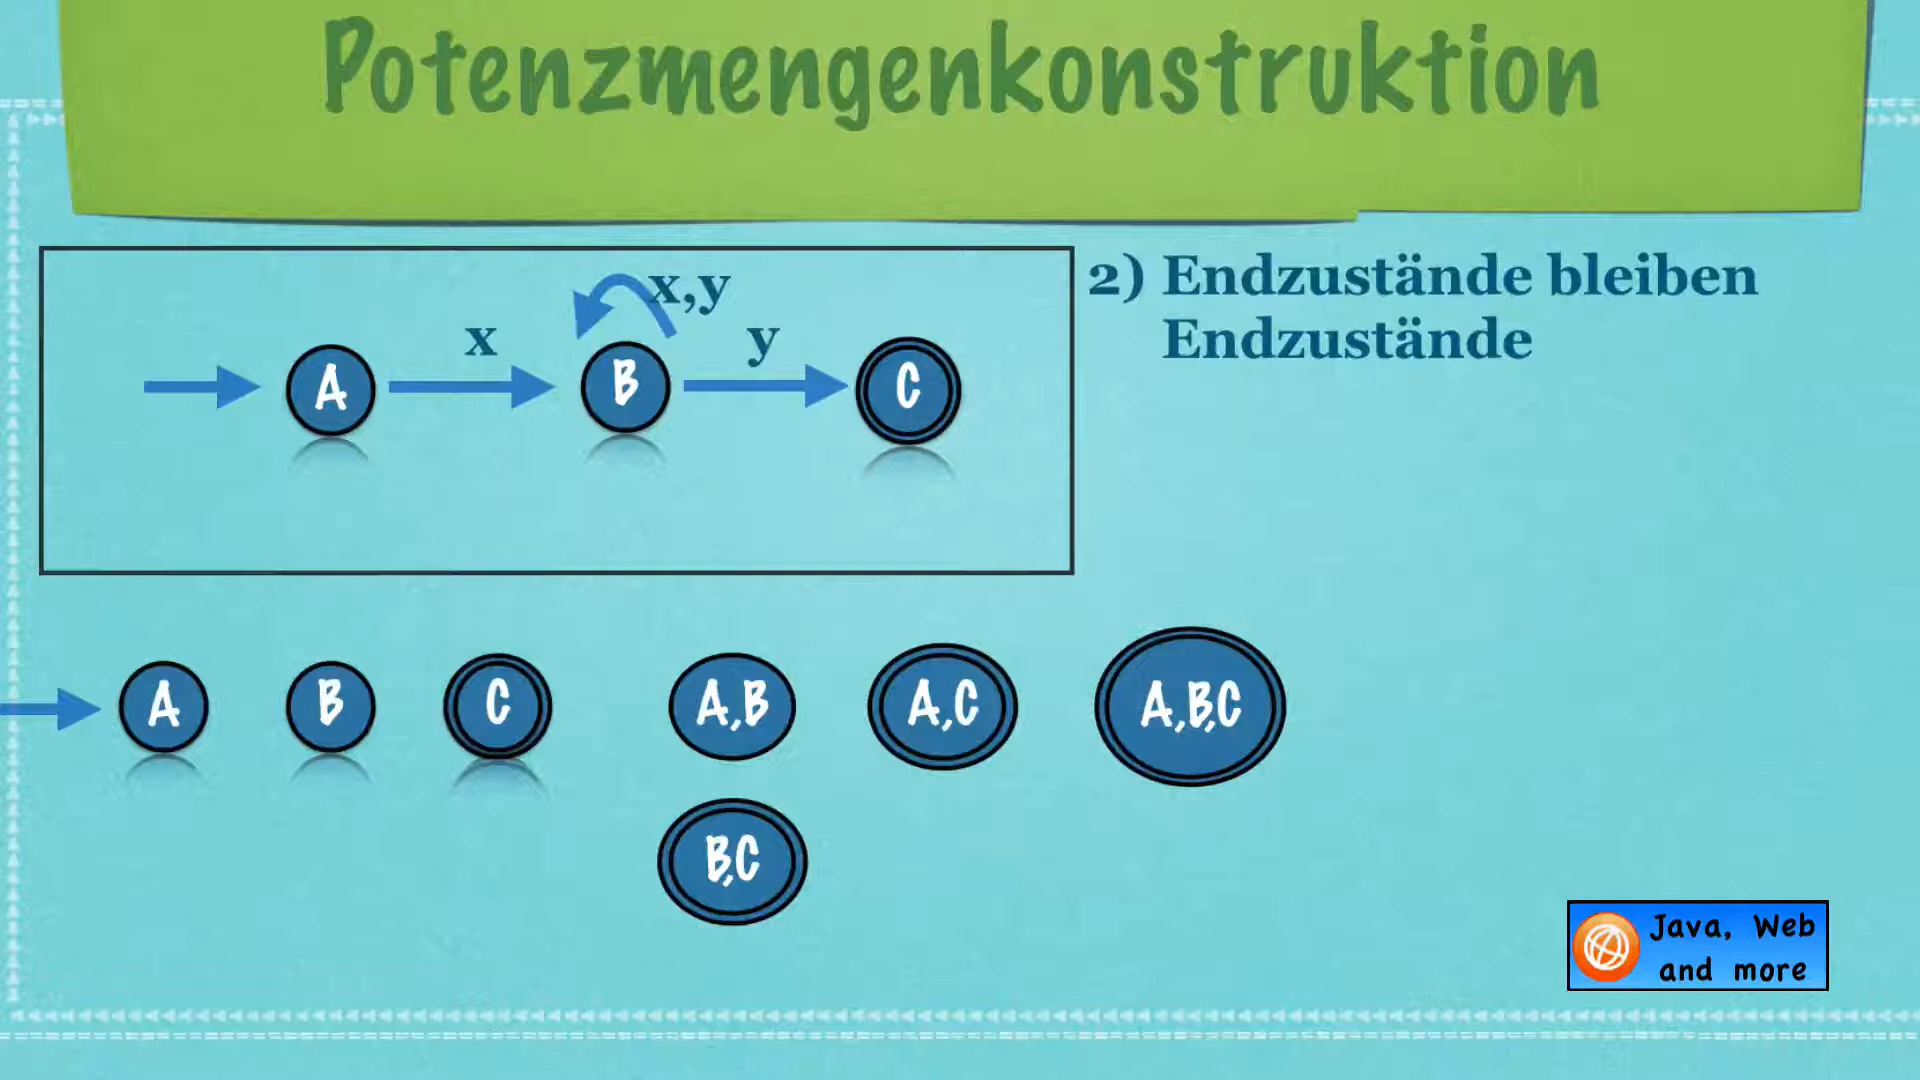 Potenzmengenkonstruktion
2) Endzustände bleiben
Endzustände
x,y
x
y
A
B
C
A
B
C
A,B
A,C
A,B,C
B,C
Java, Web
and more